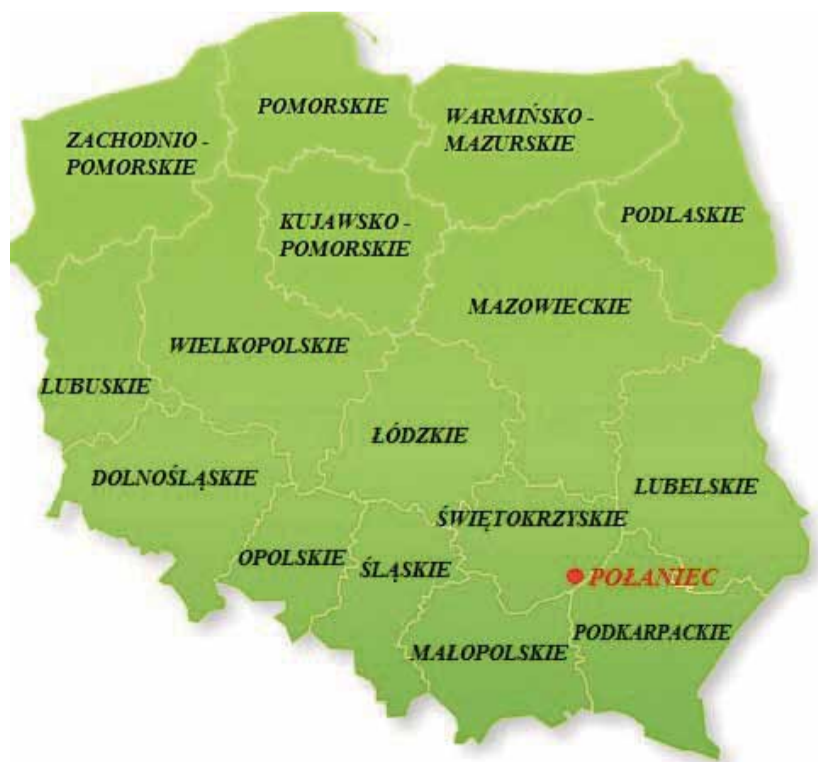 POMORSKIE
WARMIŃSKO -
MAZURSKIE
ZACHODNIO -
POMORSKIE
KUJAWSKO -
POMORSKIE
PODLASKIE
MAZOWIECKIE
WIELKOPOLSKIE
LUBUSKIE
ŁÓDZKIE
DOLNOŚLĄSKIE
LUBELSKIE
ŚWIĘTOKRZYSKIE
OPOLSKIE
ŚLĄSKIE
POŁANIEC
PODKARPACKIE
MAŁOPOLSKIE